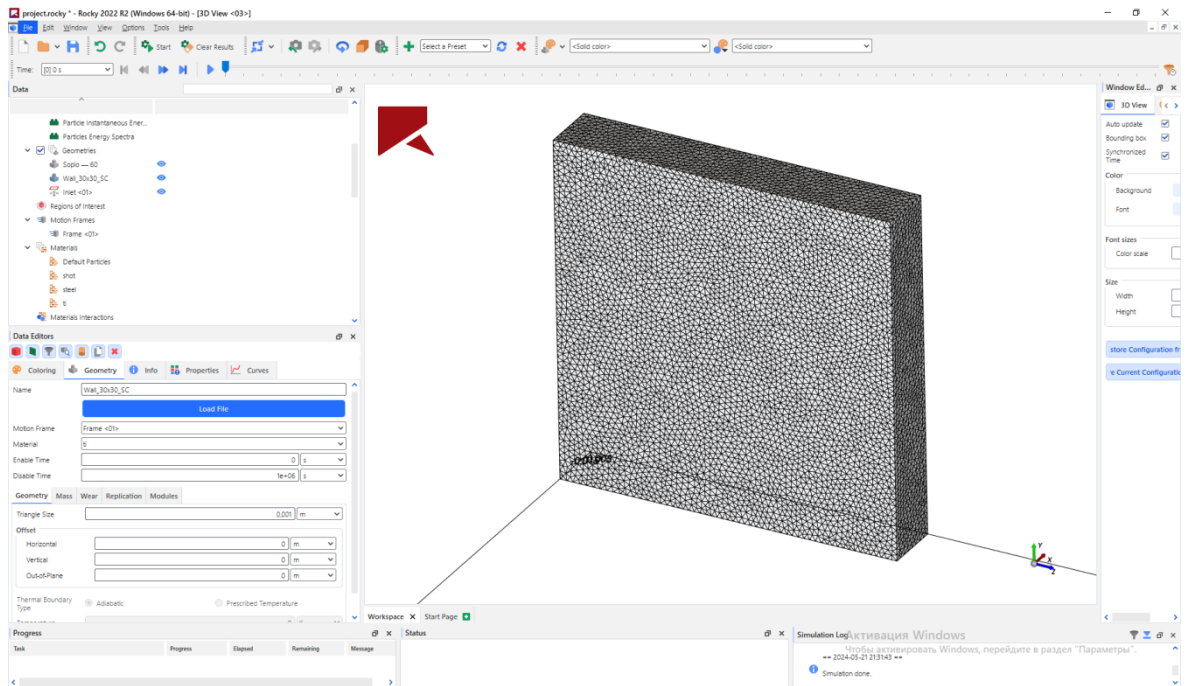 project.rocky * - Rocky 2022 R2 (Windows 64-bit) - [3D View <03>]
File Edit Window View Options Tools Help
Start Clear Results Select a Preset <Solid color> <Solid color>
Time: [0] 0 s
Data
Particle Instantaneous Ener...
Particles Energy Spectra
Geometries
Soplo — 60
Wall_30x30_SC
Inlet <01>
Regions of Interest
Motion Frames
Frame <01>
Materials
Default Particles
shot
steel
Materials Interactions
Data Editors
Coloring Geometry Info Properties Curves
Name Wall_30x30_SC
Load File
Motion Frame Frame <01>
Material
Enable Time 0 s
Disable Time 1e+06 s
Geometry Mass Wear Replication Modules
Triangle Size 0.001 m
Offset
Horizontal 0 m
Vertical 0 m
Out-of-Plane 0 m
Thermal Boundary
Type
Adiabatic Prescribed Temperature
Y
X
Z
Workspace Start Page
Window Ed...
3D View
Auto update
Bounding box
Synchronized
Time
Color
Background
Font
Font sizes
Color scale
Size
Width
Height
store Configuration fr
e Current Configuratio
Progress
Task Progress Elapsed Remaining Message
Status
Simulation Log
Активация Windows
Чтобы активировать Windows, перейдите в раздел "Параметры".
== 2024-05-21 21:31:43 ==
Simulation done.